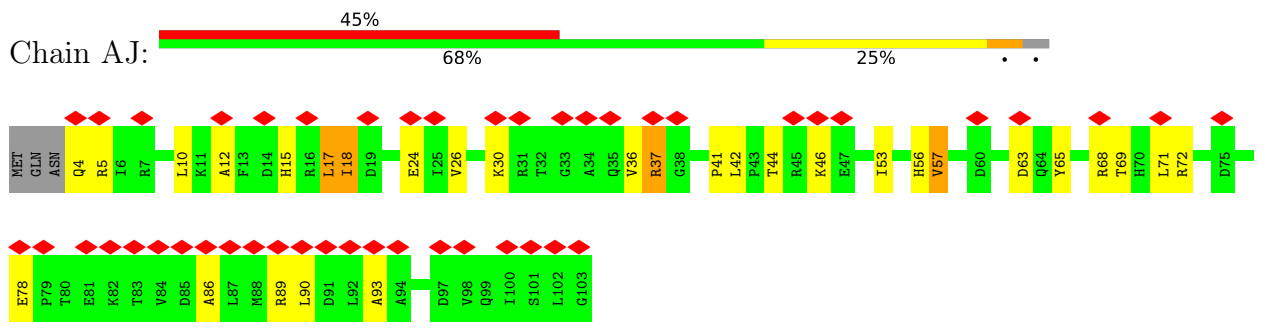 45%
Chain AJ:
68% 25% • •
MET GLN ASN Q4 R5 I6 R7 L10 K11 A12 F13 D14 H15 R16 L17 I18 D19 E24 I25 V26 K30 R31 T32 G33 A34 Q35 V36 R37 G38 P41 L42 P43 T44 R45 K46 E47 I53 H56 V57 D60 D63 Q64 Y65 R68 T69 H70 L71 R72 D75
E78 P79 T80 E81 K82 T83 V84 D85 A86 L87 M88 R89 L90 D91 L92 A93 A94 D97 V98 Q99 I100 S101 L102 G103